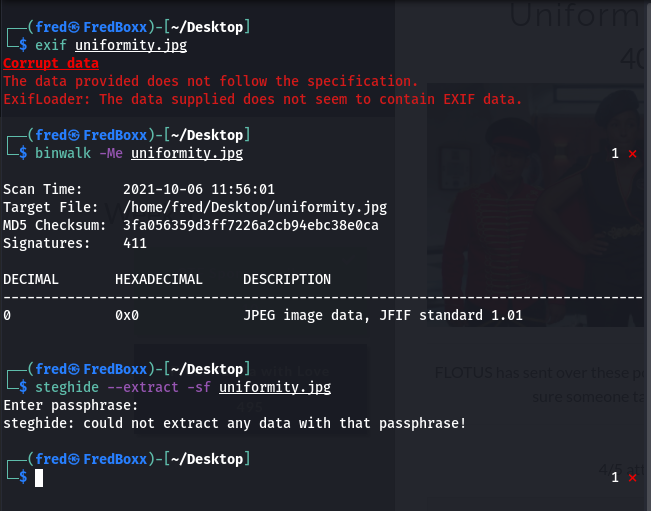 Uniform
40
┌──(fred㉿FredBoxx)-[~/Desktop]
└─$ exif uniformity.jpg
Corrupt data
The data provided does not follow the specification.
ExifLoader: The data supplied does not seem to contain EXIF data.
┌──(fred㉿FredBoxx)-[~/Desktop]
└─$ binwalk -Me uniformity.jpg 1 ⨯
Scan Time: 2021-10-06 11:56:01
Target File: /home/fred/Desktop/uniformity.jpg
MD5 Checksum: 3fa056359d3ff7226a2cb94ebc38e0ca
Signatures: 411
DECIMAL HEXADECIMAL DESCRIPTION
--------------------------------------------------------------------------------
0 0x0 JPEG image data, JFIF standard 1.01
┌──(fred㉿FredBoxx)-[~/Desktop]
└─$ steghide --extract -sf uniformity.jpg
FLOTUS has sent over these
Enter passphrase:
sure someone
steghide: could not extract any data with that passphrase!
┌──(fred㉿FredBoxx)-[~/Desktop]
└─$ 1 ⨯